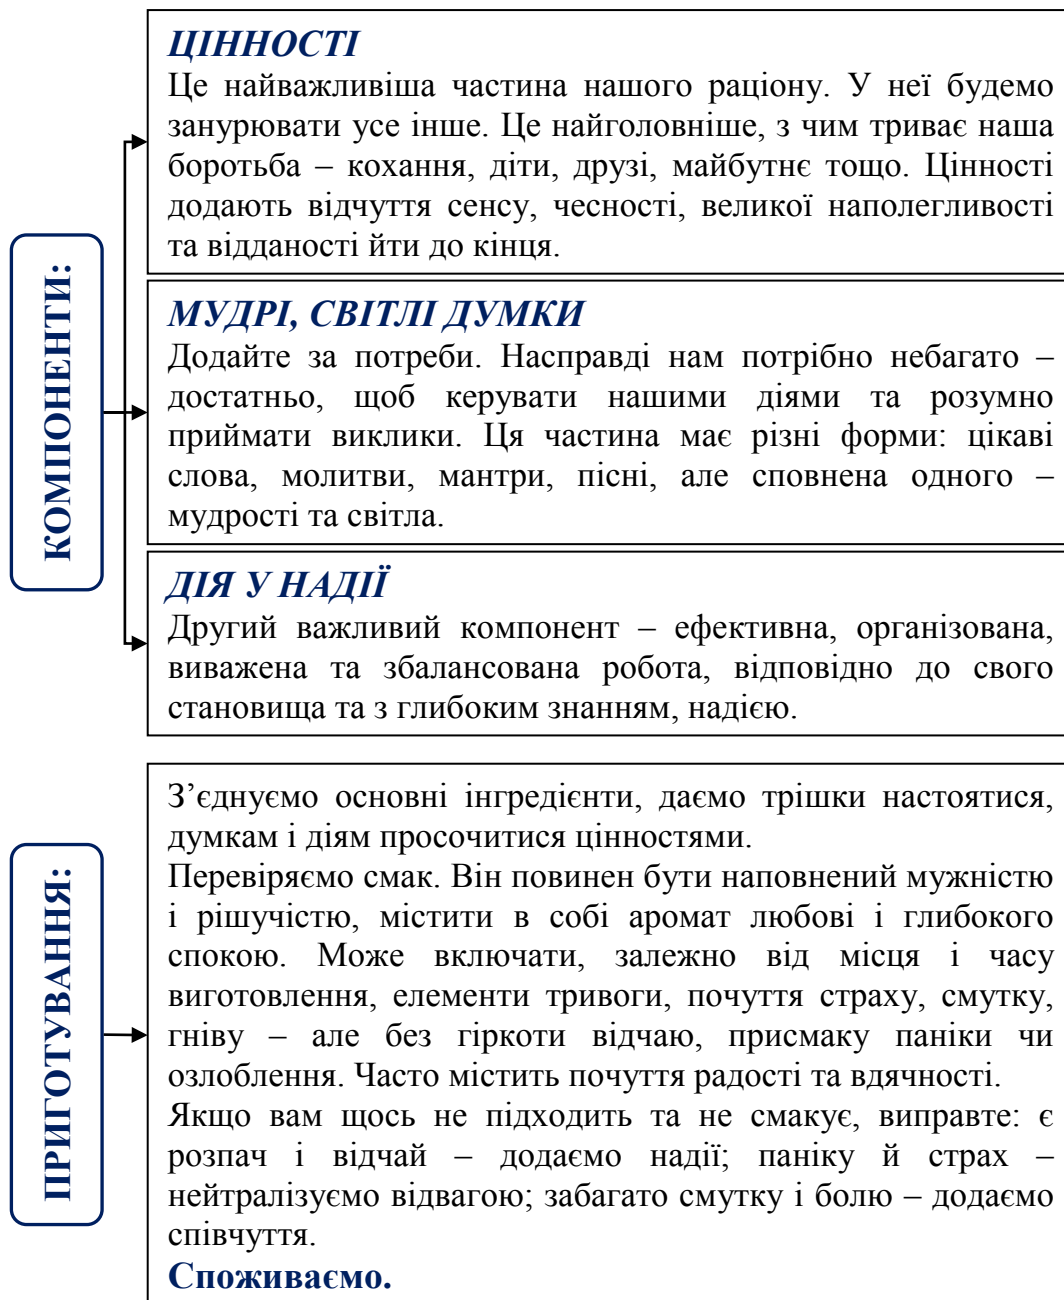 КОМПОНЕНТИ:
ЦІННОСТІ
Це найважливіша частина нашого раціону. У неї будемо
занурювати усе інше. Це найголовніше, з чим триває наша
боротьба – кохання, діти, друзі, майбутнє тощо. Цінності
додають відчуття сенсу, чесності, великої наполегливості
та відданості йти до кінця.
МУДРІ, СВІТЛІ ДУМКИ
Додайте за потреби. Насправді нам потрібно небагато –
достатньо, щоб керувати нашими діями та розумно
приймати виклики. Ця частина має різні форми: цікаві
слова, молитви, мантри, пісні, але сповнена одного –
мудрості та світла.
ДІЯ У НАДІЇ
Другий важливий компонент – ефективна, організована,
виважена та збалансована робота, відповідно до свого
становища та з глибоким знанням, надією.
ПРИГОТУВАННЯ:
З’єднуємо основні інгредієнти, даємо трішки настоятися,
думкам і діям просочитися цінностями.
Перевіряємо смак. Він повинен бути наповнений мужністю
і рішучістю, містити в собі аромат любові і глибокого
спокою. Може включати, залежно від місця і часу
виготовлення, елементи тривоги, почуття страху, смутку,
гніву – але без гіркоти відчаю, присмаку паніки чи
озлоблення. Часто містить почуття радості та вдячності.
Якщо вам щось не підходить та не смакує, виправте: є
розпач і відчай – додаємо надії; паніку й страх –
нейтралізуємо відвагою; забагато смутку і болю – додаємо
співчуття.
Споживаємо.